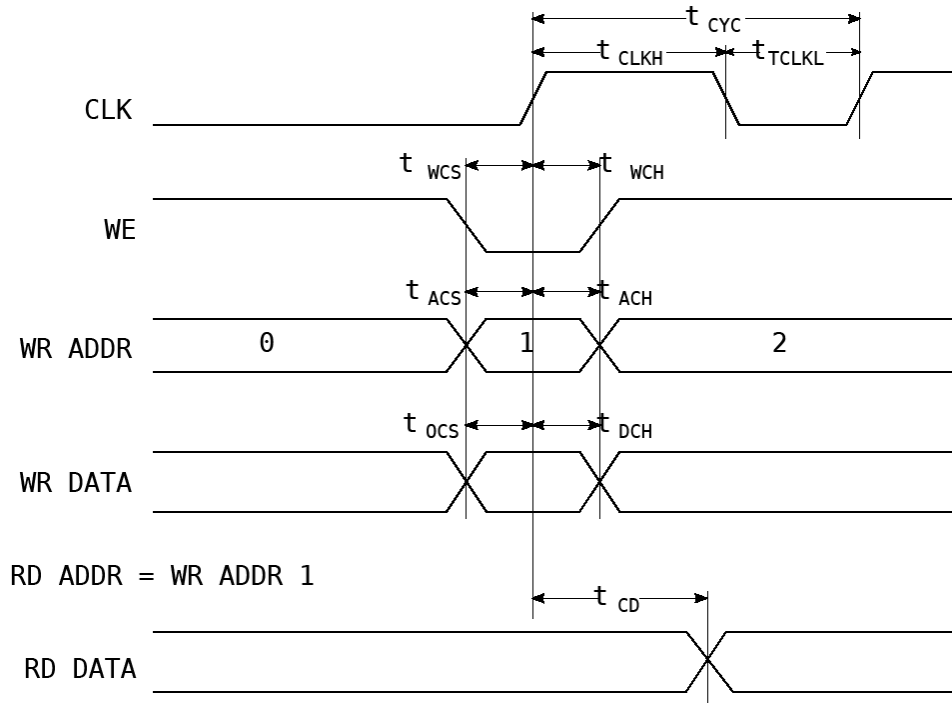 t CYC
t CLKH t TCLKL
CLK
t WCS t WCH
WE
t ACS t ACH
WR ADDR 0 1 2
t OCS t DCH
WR DATA
RD ADDR = WR ADDR 1
t CD
RD DATA